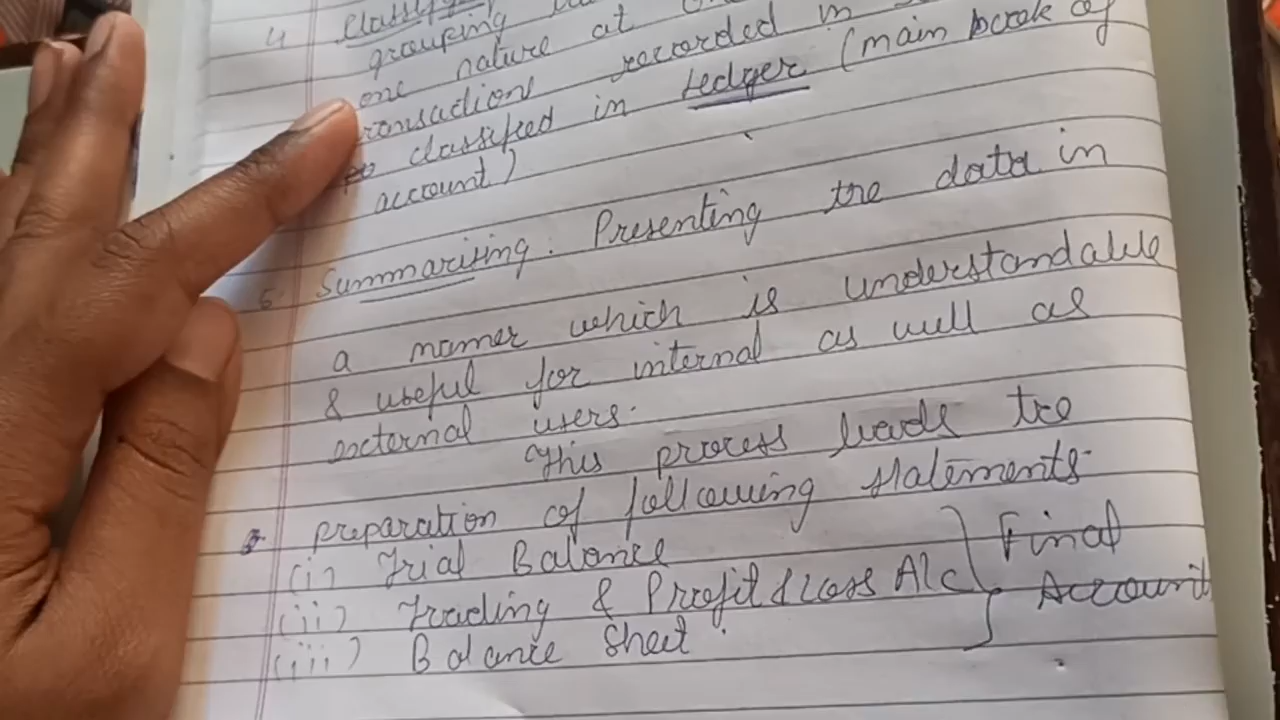 4 Classifying
grouping
one nature at
transactions recorded in
classified in Ledger (main book of
account)
5. Summarising: Presenting the data in
a manner which is understandable
& useful for internal as well as
external users.
This process leads the
preparation of following statements
(i) Trial Balance
(ii) Trading & Profit & Loss A/c } Final Account
(iii) Balance Sheet.